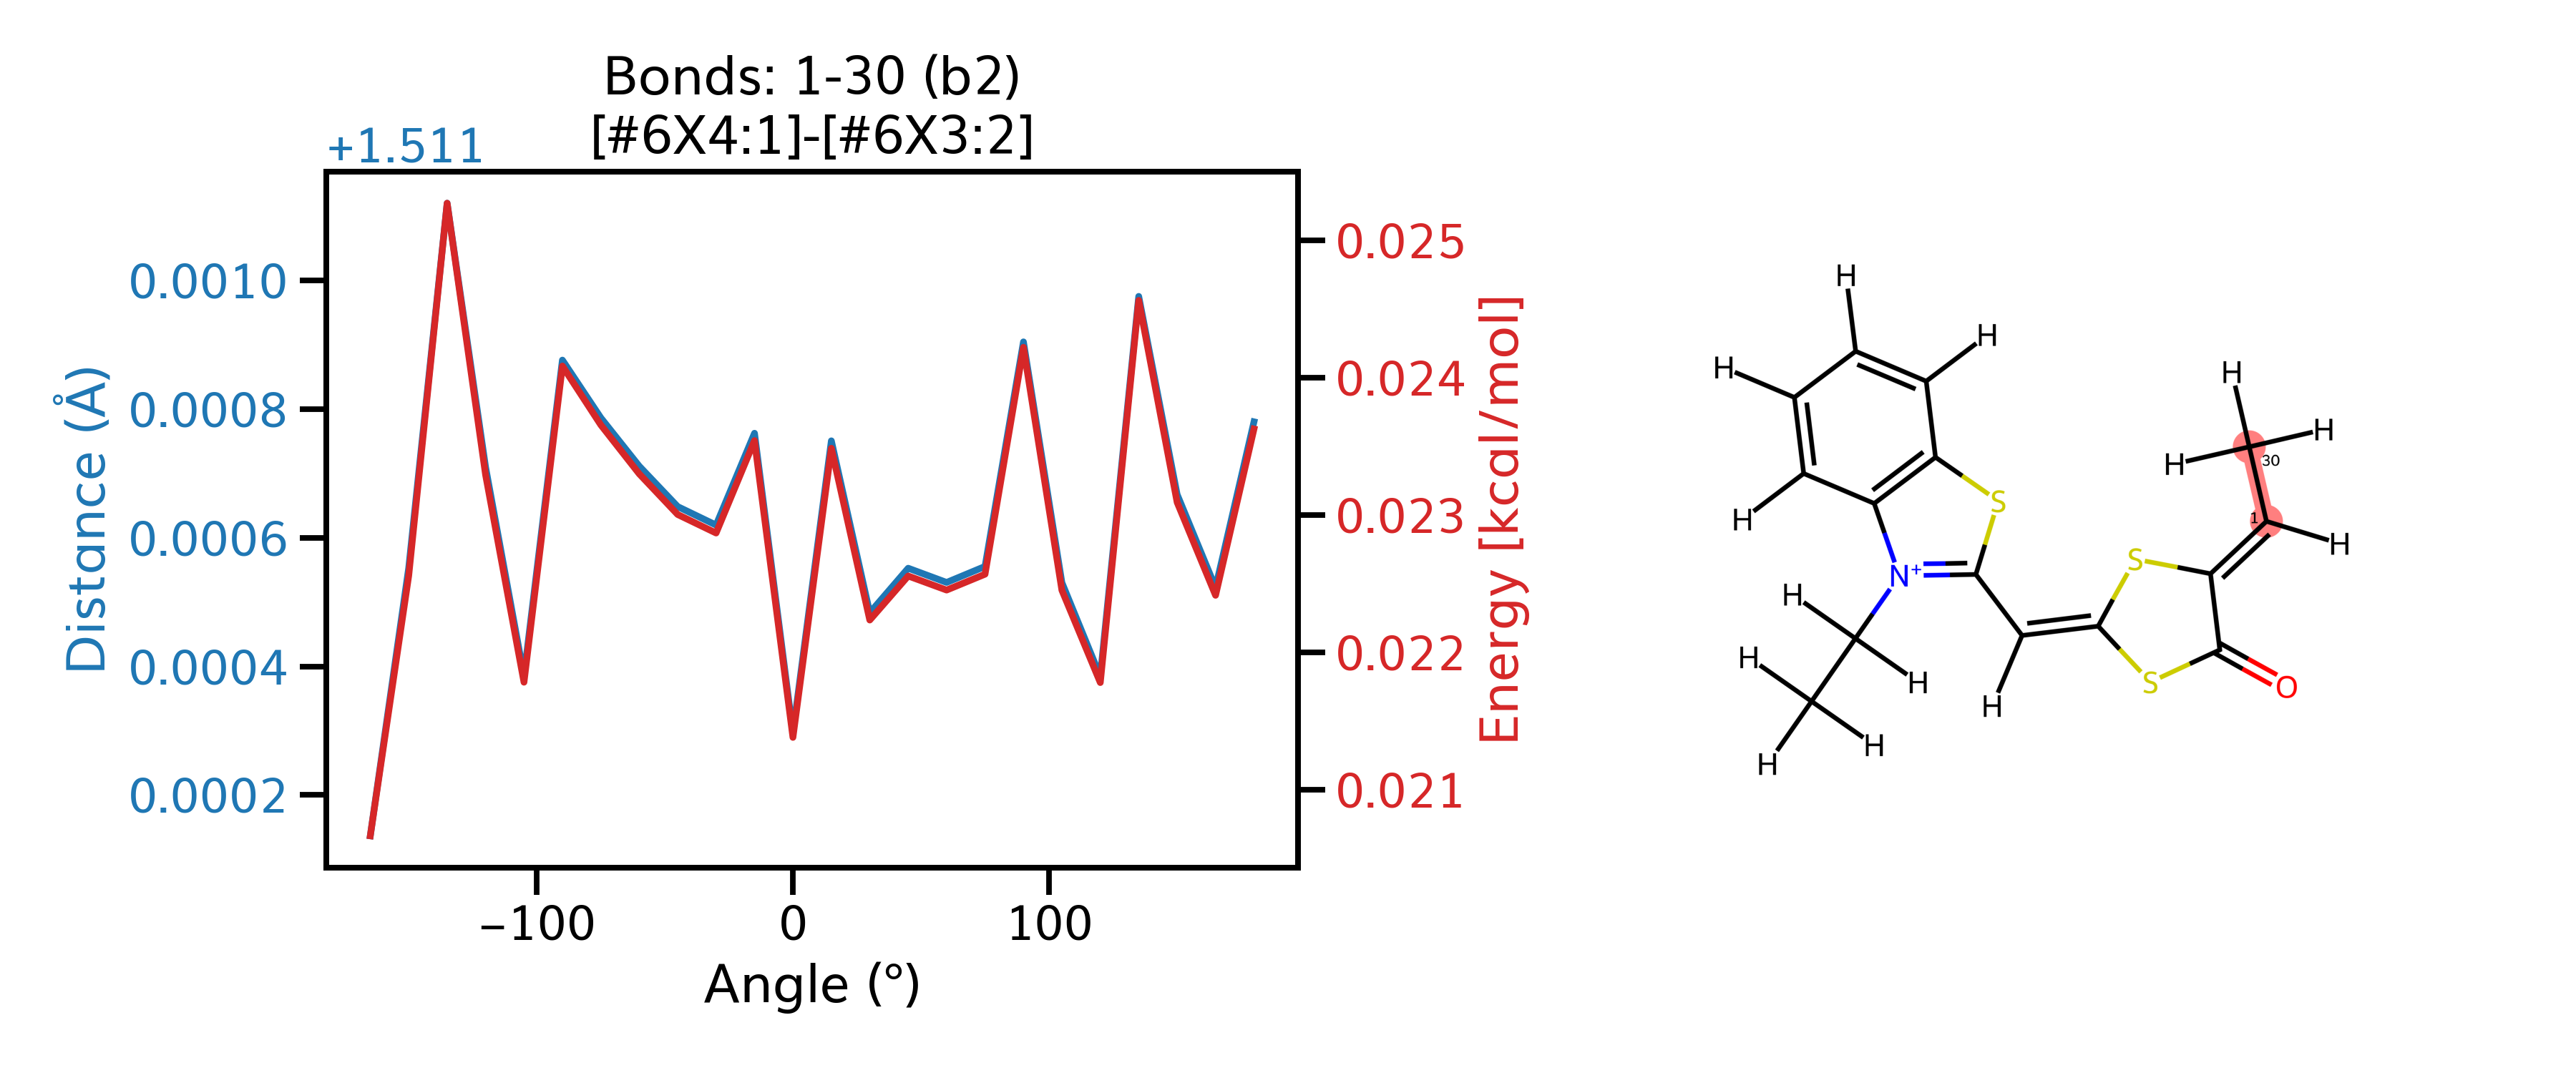 Bonds: 1-30 (b2)
[#6X4:1]-[#6X3:2]
+1.511
0.0010
0.0008
0.0006
0.0004
0.0002
Distance (Å)
0.025
0.024
0.023
0.022
0.021
Energy [kcal/mol]
−100
0
100
Angle (°)
H
H
H
H
H
H
H
30
S
1
H
H
S
N+
H
H
H
S
O
H
H
H